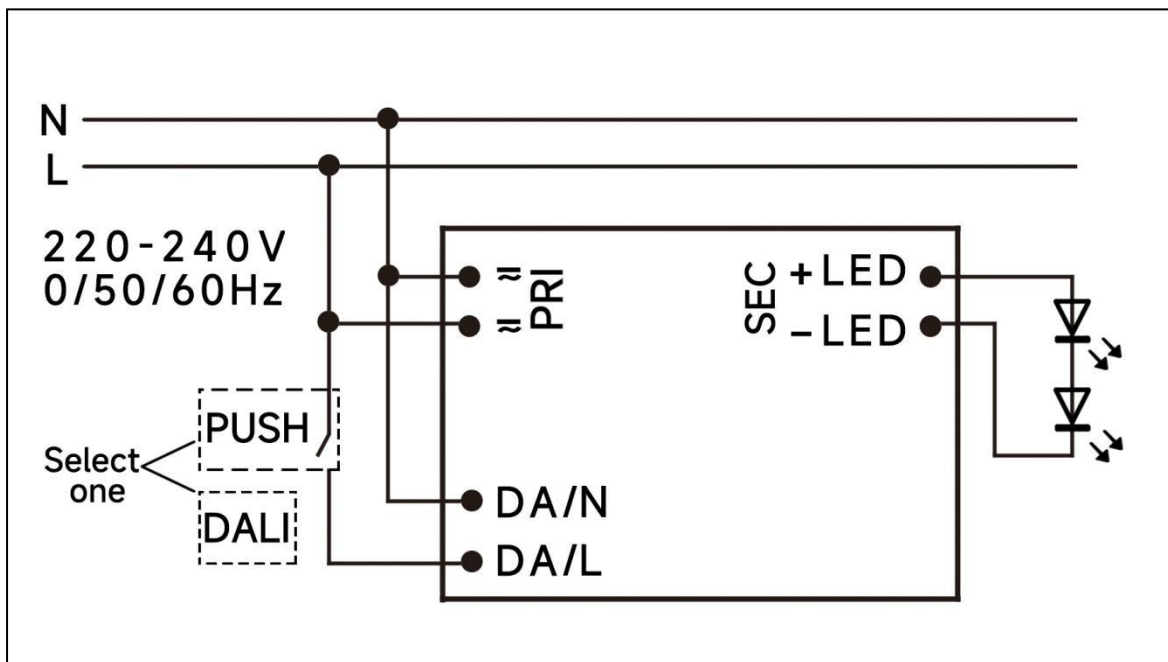 N
L
220-240V
0/50/60Hz
PUSH
Select
one
DALI
≂ PRI
≂
SEC
+LED
-LED
DA/N
DA/L